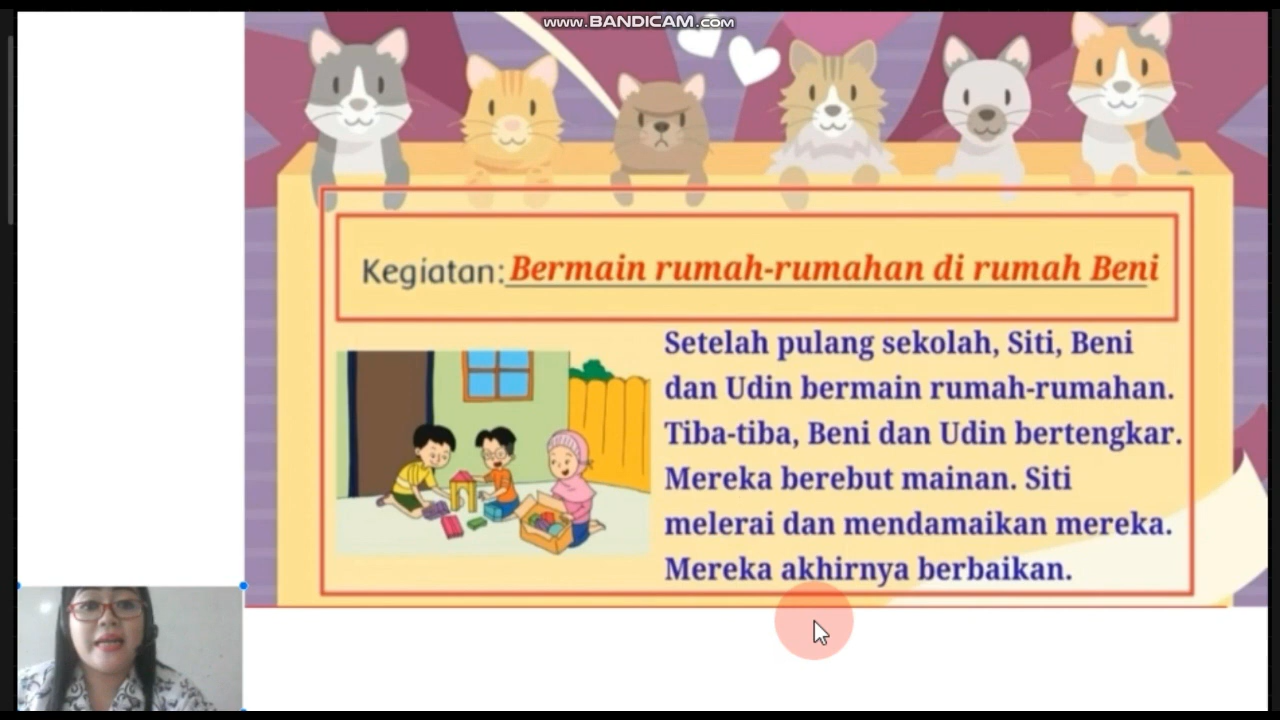 www.BANDICAM.com
Kegiatan: Bermain rumah-rumahan di rumah Beni
Setelah pulang sekolah, Siti, Beni
dan Udin bermain rumah-rumahan.
Tiba-tiba, Beni dan Udin bertengkar.
Mereka berebut mainan. Siti
melerai dan mendamaikan mereka.
Mereka akhirnya berbaikan.